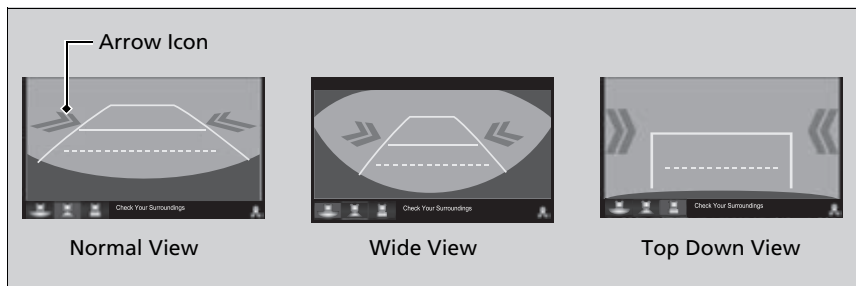 Arrow Icon
Check Your Surroundings
Check Your Surroundings
Check Your Surroundings
Normal View
Wide View
Top Down View